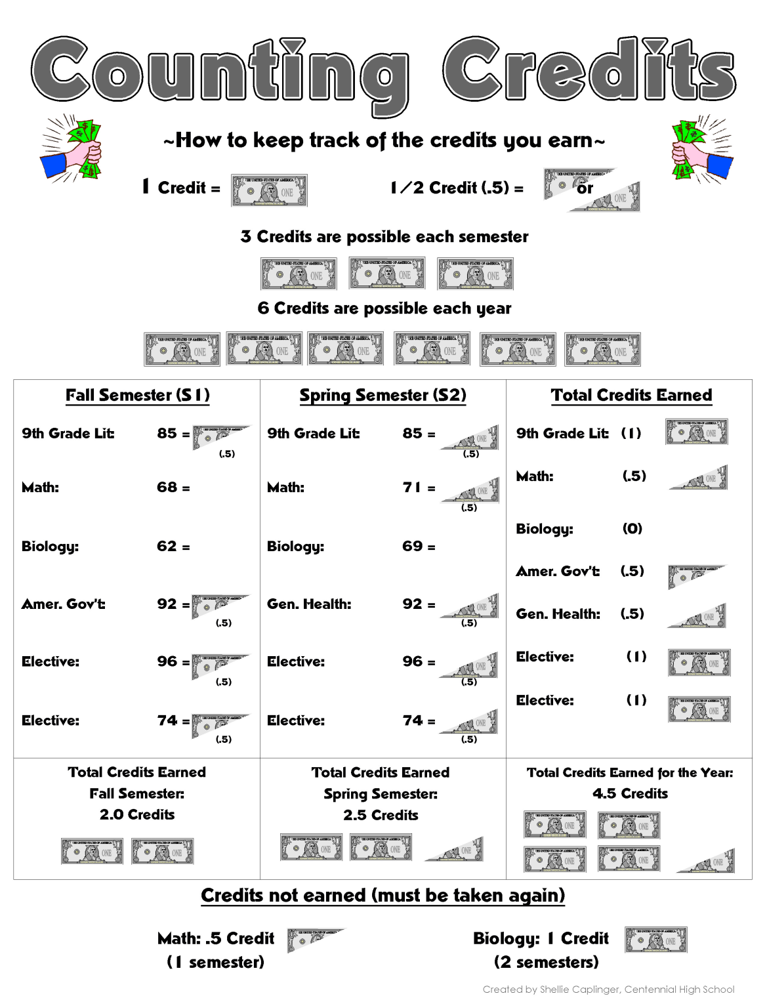 Counting Credits
~How to keep track of the credits you earn~
1 Credit =
1/2 Credit (.5) =
or
3 Credits are possible each semester
6 Credits are possible each year
Fall Semester (S1)
9th Grade Lit: 85 =
(.5)
Math: 68 =
Biology: 62 =
Amer. Gov't: 92 =
(.5)
Elective: 96 =
(.5)
Elective: 74 =
(.5)
Total Credits Earned
Fall Semester:
2.0 Credits
Spring Semester (S2)
9th Grade Lit: 85 =
(.5)
Math: 71 =
(.5)
Biology: 69 =
Gen. Health: 92 =
(.5)
Elective: 96 =
(.5)
Elective: 74 =
(.5)
Total Credits Earned
Spring Semester:
2.5 Credits
Total Credits Earned
9th Grade Lit: (1)
Math: (.5)
Biology: (0)
Amer. Gov't: (.5)
Gen. Health: (.5)
Elective: (1)
Elective: (1)
Total Credits Earned for the Year:
4.5 Credits
Credits not earned (must be taken again)
Math: .5 Credit
(1 semester)
Biology: 1 Credit
(2 semesters)
Created by Shellie Caplinger, Centennial High School